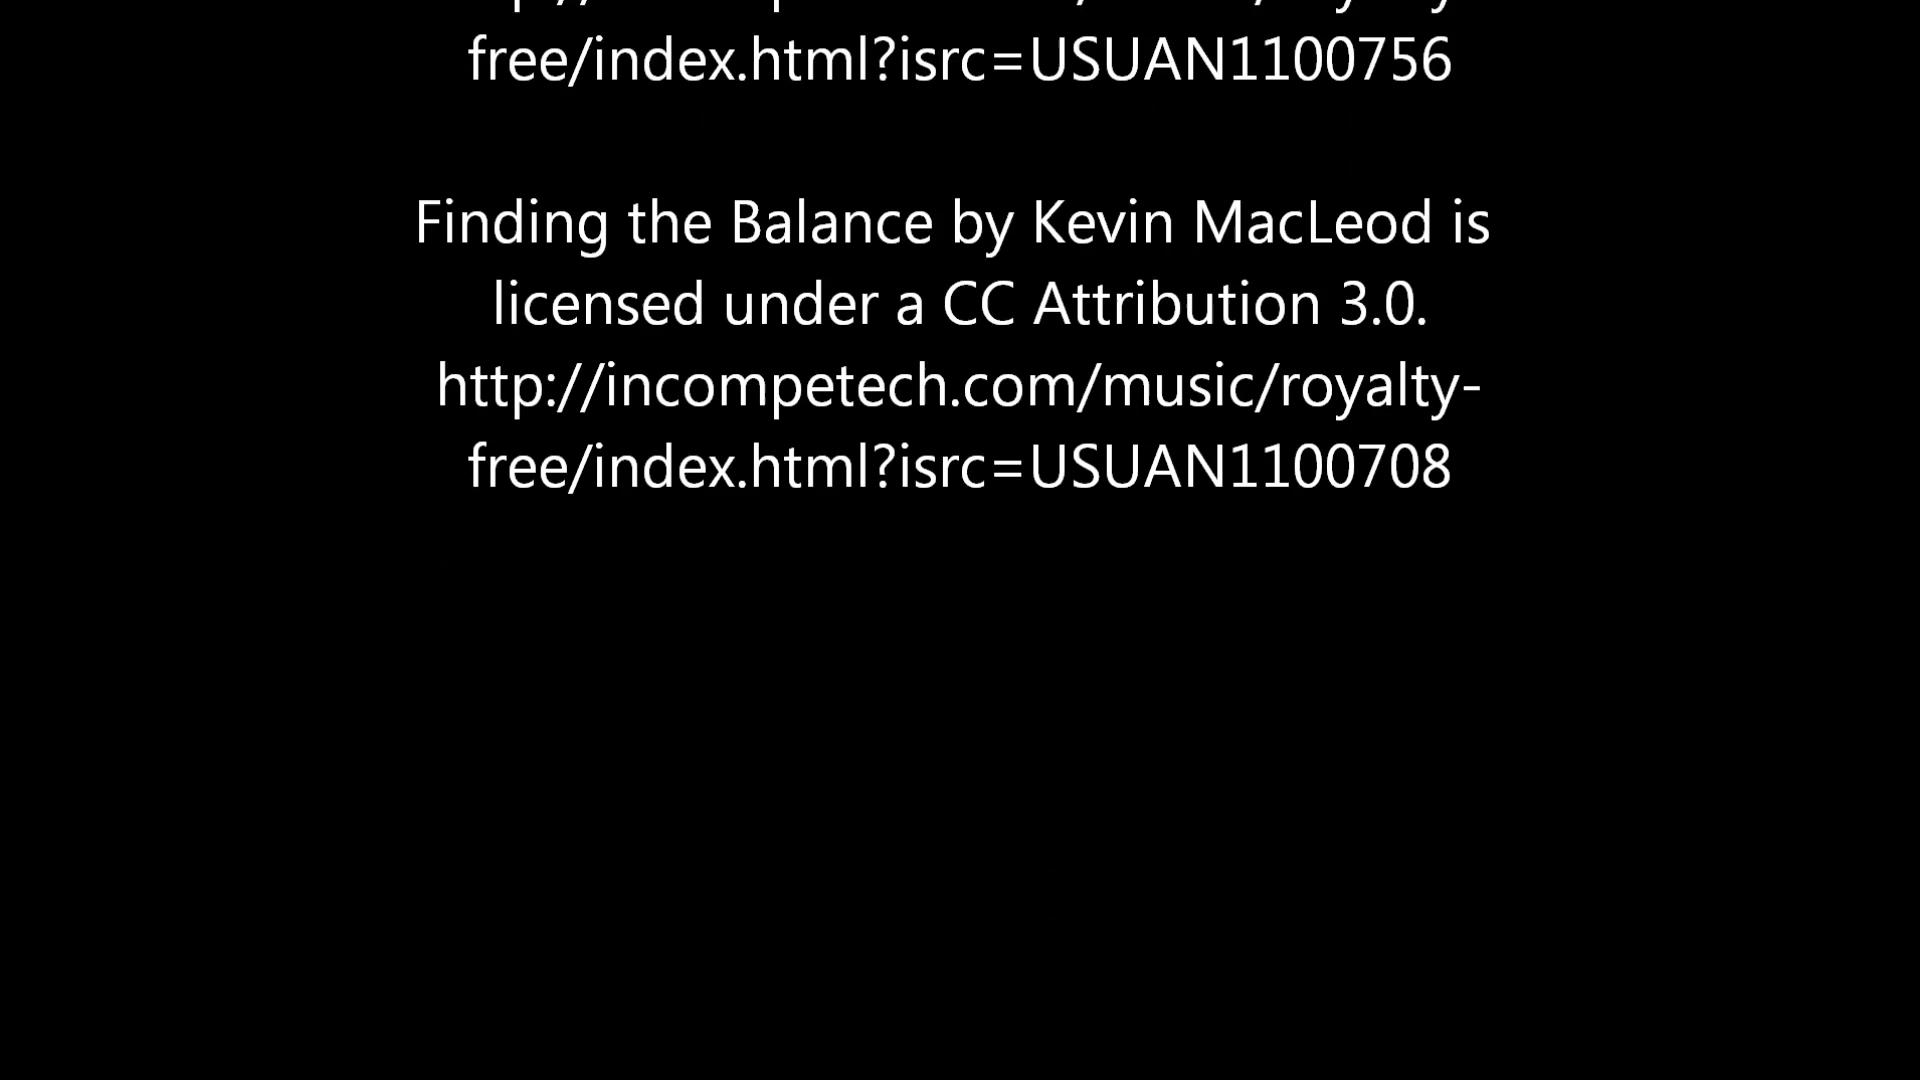 free/index.html?isrc=USUAN1100756
Finding the Balance by Kevin MacLeod is
licensed under a CC Attribution 3.0.
http://incompetech.com/music/royalty-
free/index.html?isrc=USUAN1100708